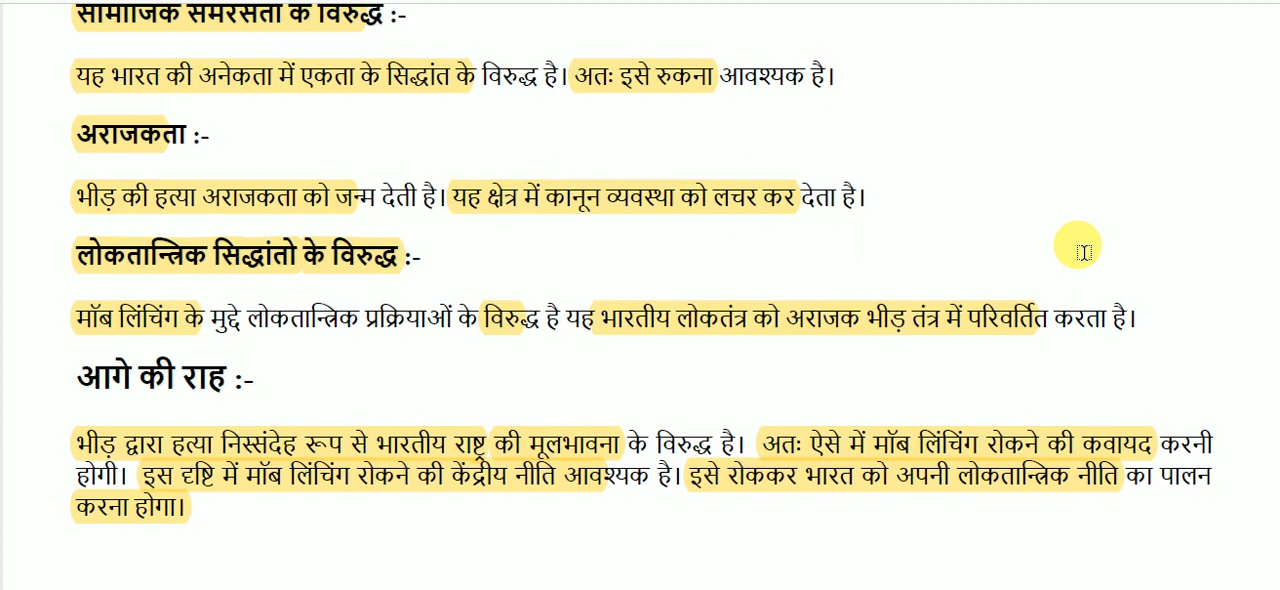 सामाजिक समरसता के विरुद्ध :-
यह भारत की अनेकता में एकता के सिद्धांत के विरुद्ध है। अतः इसे रुकना आवश्यक है।
अराजकता :-
भीड़ की हत्या अराजकता को जन्म देती है। यह क्षेत्र में कानून व्यवस्था को लचर कर देता है।
लोकतान्त्रिक सिद्धांतो के विरुद्ध :-
मॉब लिंचिंग के मुद्दे लोकतान्त्रिक प्रक्रियाओं के विरुद्ध है यह भारतीय लोकतंत्र को अराजक भीड़ तंत्र में परिवर्तित करता है।
आगे की राह :-
भीड़ द्वारा हत्या निस्संदेह रूप से भारतीय राष्ट्र की मूलभावना के विरुद्ध है। अतः ऐसे में मॉब लिंचिंग रोकने की कवायद करनी
होगी। इस दृष्टि में मॉब लिंचिंग रोकने की केंद्रीय नीति आवश्यक है। इसे रोककर भारत को अपनी लोकतान्त्रिक नीति का पालन
करना होगा।